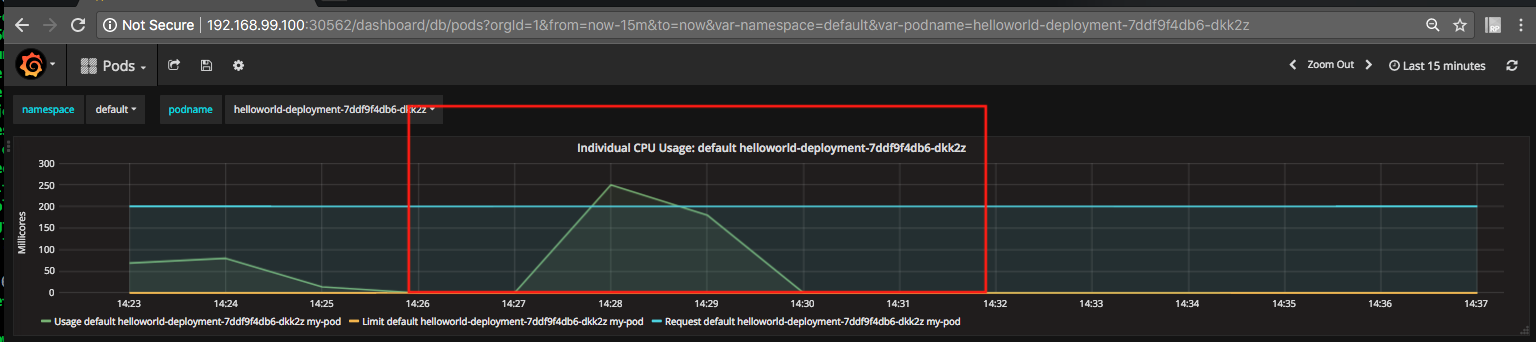 Not Secure 192.168.99.100:30562/dashboard/db/pods?orgId=1&from=now-15m&to=now&var-namespace=default&var-podname=helloworld-deployment-7ddf9f4db6-dkk2z
RP
Pods
Zoom Out
Last 15 minutes
namespace default podname helloworld-deployment-7ddf9f4db6-dkk2z
Individual CPU Usage: default helloworld-deployment-7ddf9f4db6-dkk2z
Millicores
300
250
200
150
100
50
0
14:23 14:24 14:25 14:26 14:27 14:28 14:29 14:30 14:31 14:32 14:33 14:34 14:35 14:36 14:37
Usage default helloworld-deployment-7ddf9f4db6-dkk2z my-pod Limit default helloworld-deployment-7ddf9f4db6-dkk2z my-pod Request default helloworld-deployment-7ddf9f4db6-dkk2z my-pod